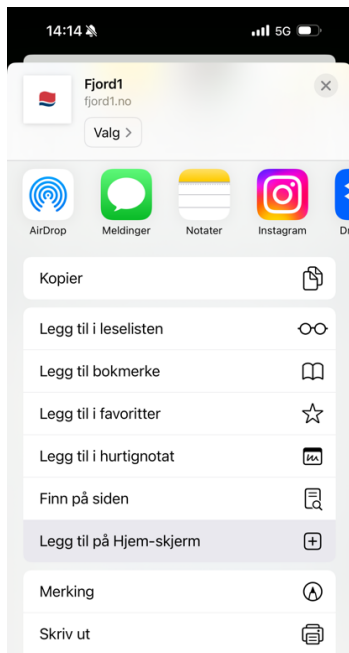 14:14 5G
Fjord1
fjord1.no
Valg >
AirDrop Meldinger Notater Instagram
Kopier
Legg til i leselisten
Legg til bokmerke
Legg til i favoritter
Legg til i hurtignotat
Finn på siden
Legg til på Hjem-skjerm
Merking
Skriv ut